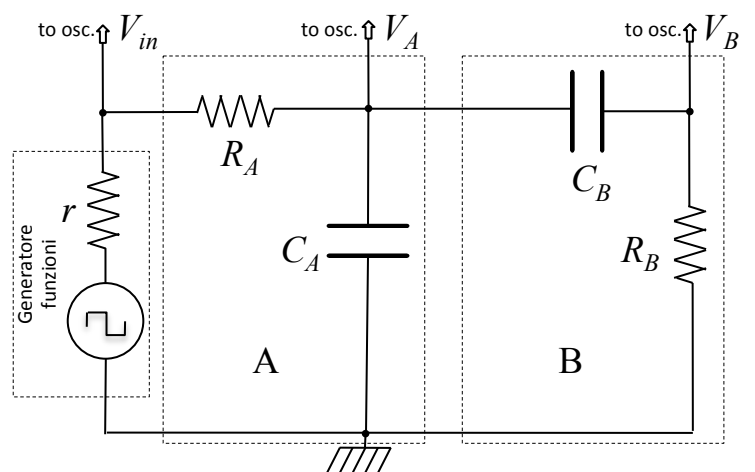 to osc. V_in
to osc. V_A
to osc. V_B
R_A
C_B
r
C_A
R_B
Generatore
funzioni
A
B